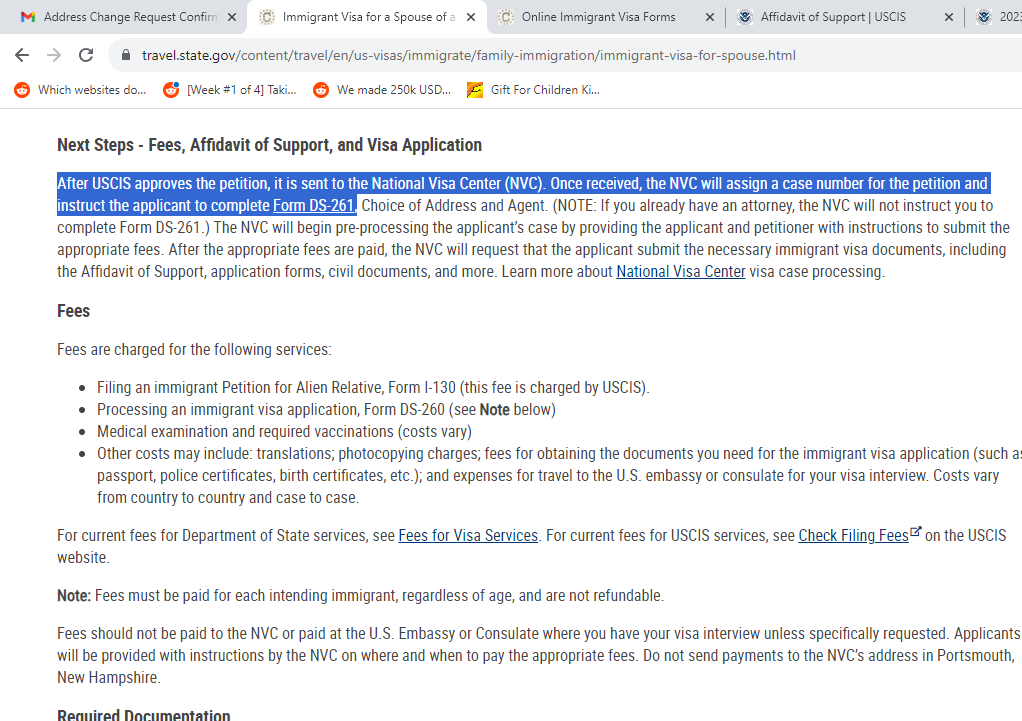 Address Change Request Confirm
Immigrant Visa for a Spouse of a
Online Immigrant Visa Forms
Affidavit of Support | USCIS
2023
travel.state.gov/content/travel/en/us-visas/immigrate/family-immigration/immigrant-visa-for-spouse.html
Which websites do...
[Week #1 of 4] Taki...
We made 250k USD...
Gift For Children Ki...
Next Steps - Fees, Affidavit of Support, and Visa Application
After USCIS approves the petition, it is sent to the National Visa Center (NVC). Once received, the NVC will assign a case number for the petition and
instruct the applicant to complete Form DS-261, Choice of Address and Agent. (NOTE: If you already have an attorney, the NVC will not instruct you to
complete Form DS-261.) The NVC will begin pre-processing the applicant's case by providing the applicant and petitioner with instructions to submit the
appropriate fees. After the appropriate fees are paid, the NVC will request that the applicant submit the necessary immigrant visa documents, including
the Affidavit of Support, application forms, civil documents, and more. Learn more about National Visa Center visa case processing.
Fees
Fees are charged for the following services:
Filing an immigrant Petition for Alien Relative, Form I-130 (this fee is charged by USCIS).
Processing an immigrant visa application, Form DS-260 (see Note below)
Medical examination and required vaccinations (costs vary)
Other costs may include: translations; photocopying charges; fees for obtaining the documents you need for the immigrant visa application (such as
passport, police certificates, birth certificates, etc.); and expenses for travel to the U.S. embassy or consulate for your visa interview. Costs vary
from country to country and case to case.
For current fees for Department of State services, see Fees for Visa Services. For current fees for USCIS services, see Check Filing Fees on the USCIS
website.
Note: Fees must be paid for each intending immigrant, regardless of age, and are not refundable.
Fees should not be paid to the NVC or paid at the U.S. Embassy or Consulate where you have your visa interview unless specifically requested. Applicants
will be provided with instructions by the NVC on where and when to pay the appropriate fees. Do not send payments to the NVC's address in Portsmouth,
New Hampshire.
Required Documentation